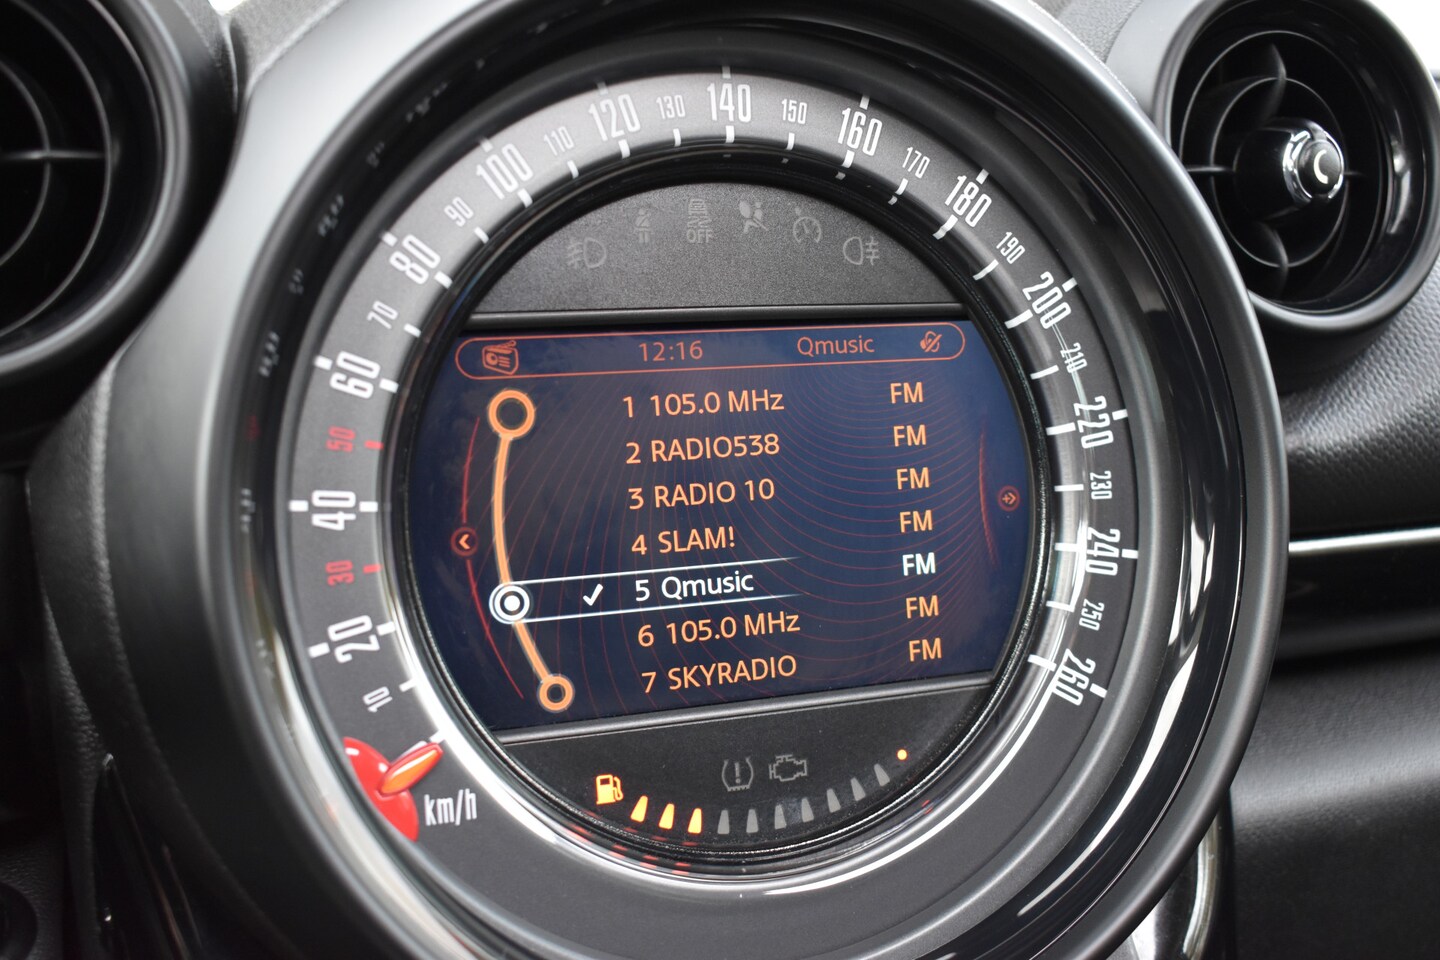 10
20
30
40
50
60
70
80
90
100
110
120
130
140
150
160
170
180
190
200
210
220
230
240
250
260
km/h
OFF
12:16 Qmusic
1 105.0 MHz FM
2 RADIO538 FM
3 RADIO 10 FM
4 SLAM! FM
5 Qmusic FM
6 105.0 MHz FM
7 SKYRADIO FM